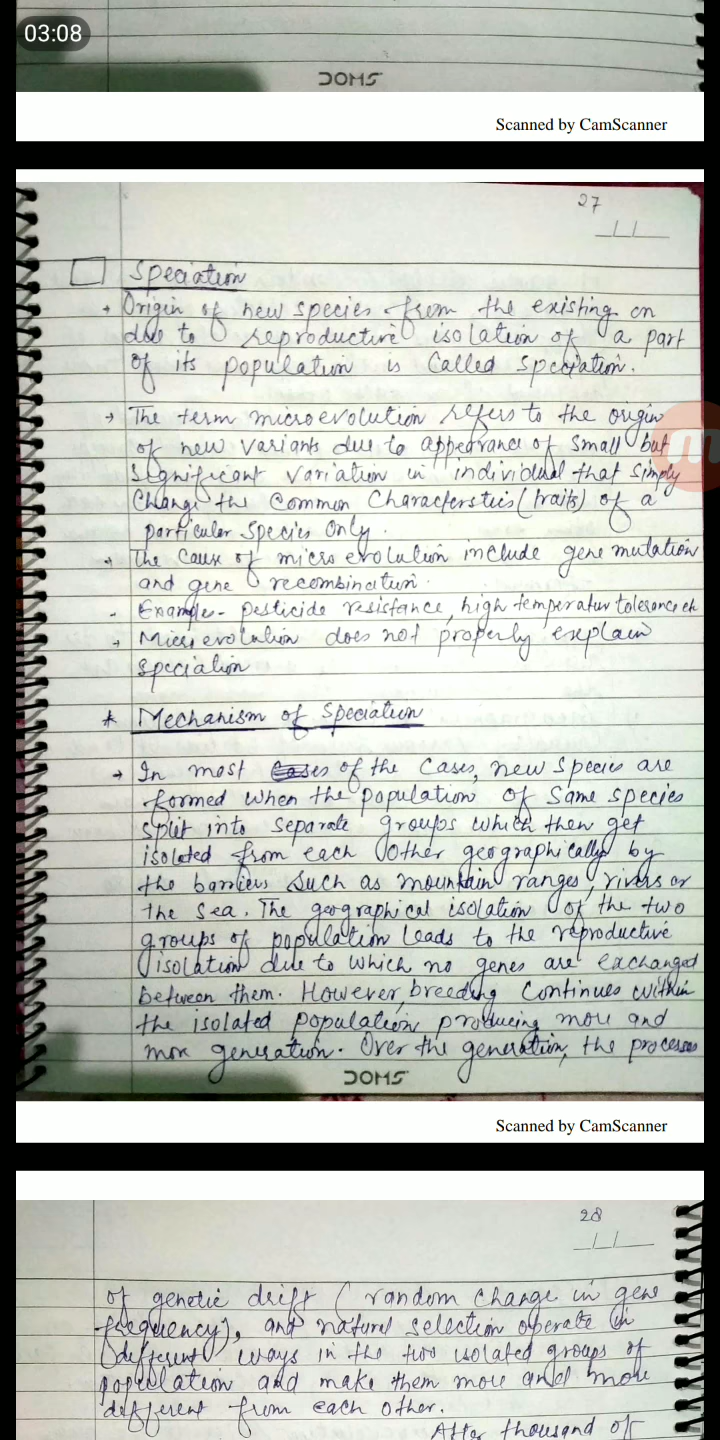 03:08
DOMS
Scanned by CamScanner
27
Speciation
→ Origin of new species from the existing on
due to reproductive isolation of a part
of its population is called speciation.
→ The term microevolution refers to the origin
of new variants due to appearance of small but
significant variation in individual that simply
change the common characterstics (traits) of a
particular species only.
→ The cause of micro evolution include gene mutation
and gene recombination.
- Example - pesticide resistance, high temperatur tolerance etc
→ Microevolution does not properly explain
speciation
* Mechanism of Speciation
→ In most of the cases, new species are
formed when the population of same species
split into separate groups which then get
isolated from each other geographically by
the barriers such as mountain ranges, rivers or
the sea. The geographical isolation of the two
groups of population leads to the reproductive
isolation due to which no genes are exchanged
between them. However, breeding continues within
the isolated population producing more and
more generation. Over the generation, the processes
DOMS
Scanned by CamScanner
28
of genetic drift (random change in gene
frequency), and natural selection operate in
different ways in the two isolated groups of
population and make them more and more
different from each other.
After thousand of